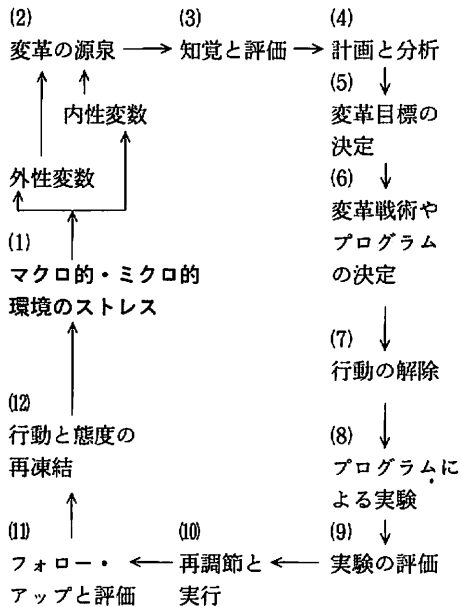 (2)
変革の源泉
(3)
知覚と評価
(4)
計画と分析
内性変数
外性変数
(5)
変革目標の
決定
(6)
変革戦術や
プログラム
の決定
(1)
マクロ的・ミクロ的
環境のストレス
(7)
行動の解除
(12)
行動と態度の
再凍結
(8)
プログラムに
よる実験
(9)
実験の評価
(10)
再調節と
実行
(11)
フォロー・
アップと評価